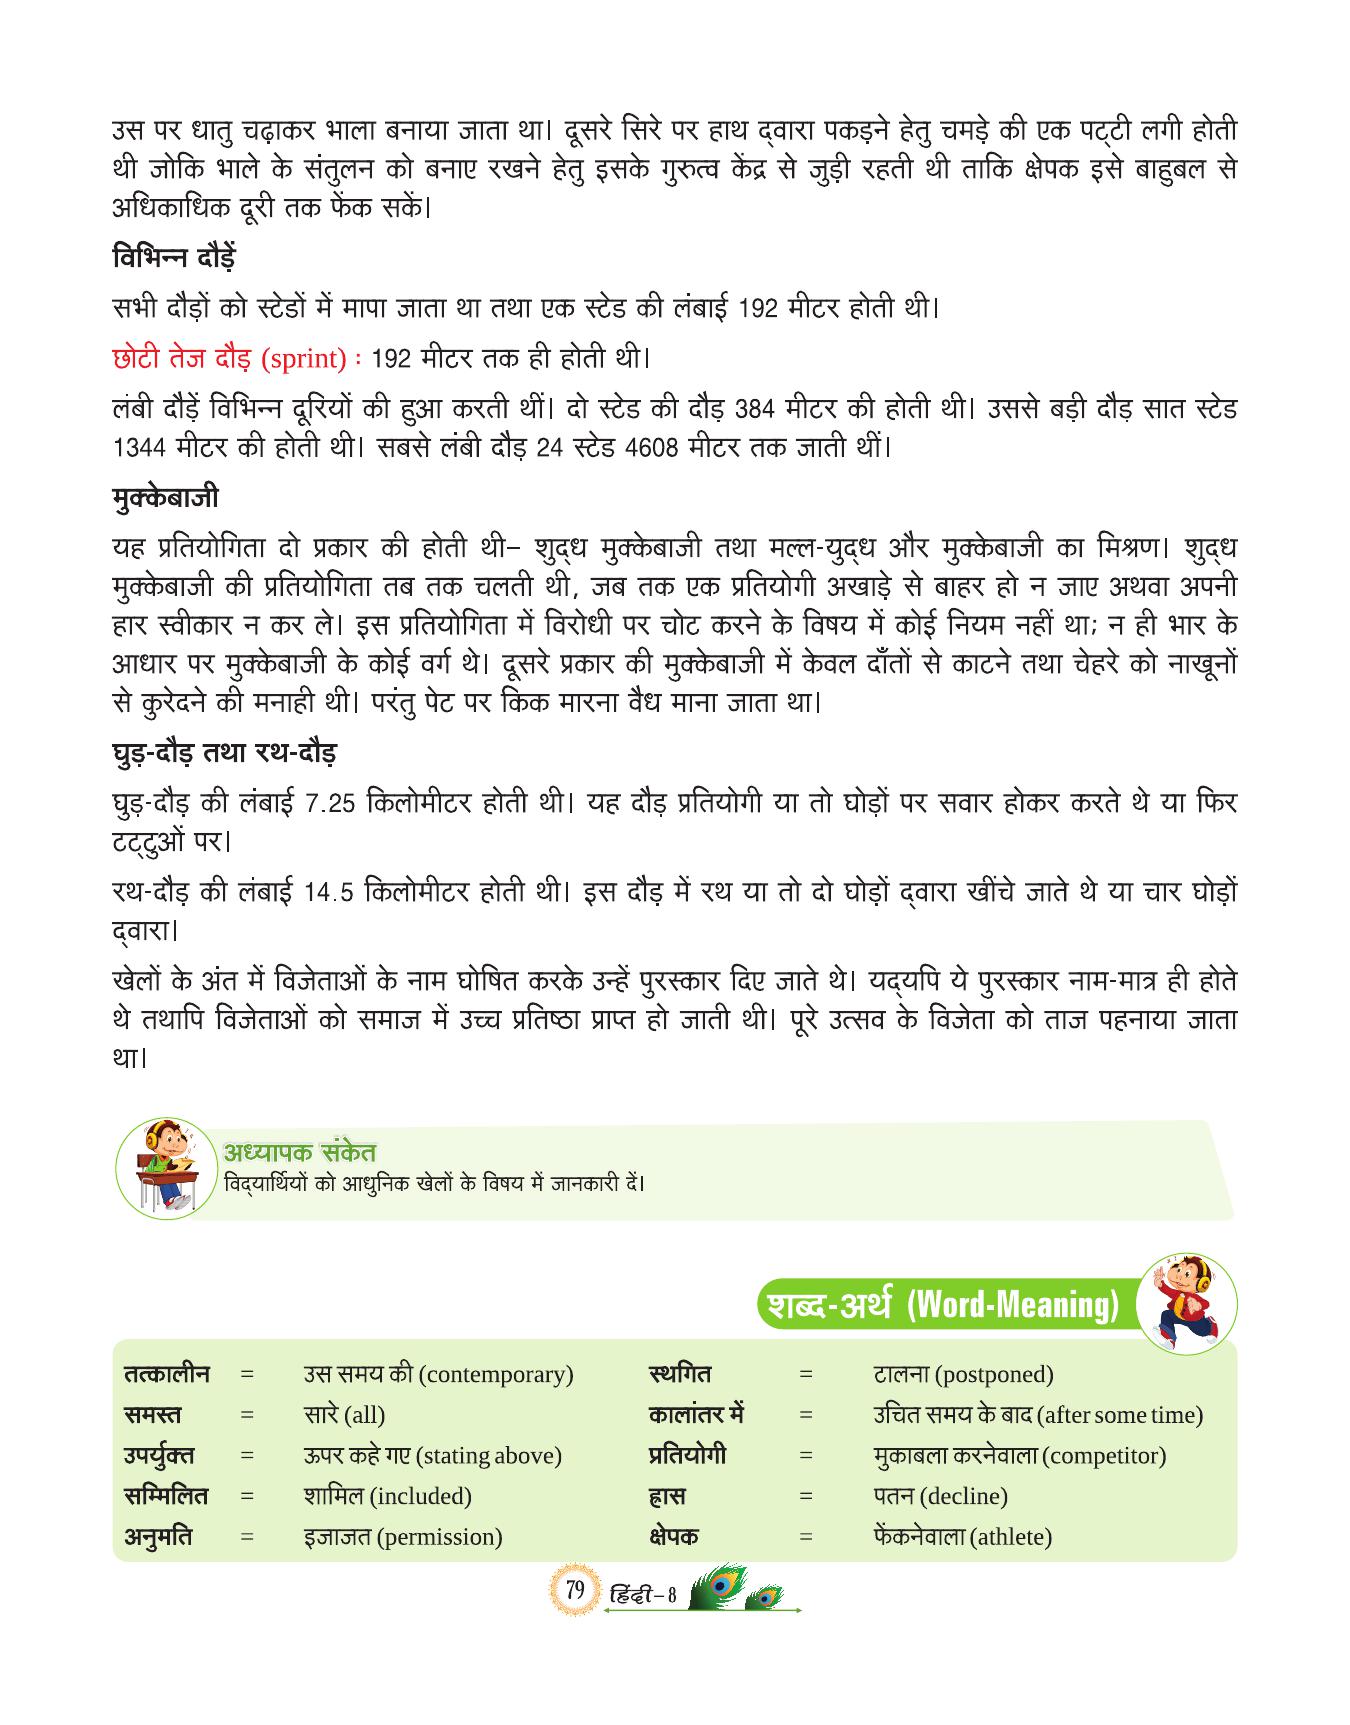 उस पर धातु चढ़ाकर भाला बनाया जाता था। दूसरे सिरे पर हाथ द्वारा पकड़ने हेतु चमड़े की एक पट्टी लगी होती
थी जोकि भाले के संतुलन को बनाए रखने हेतु इसके गुरुत्व केंद्र से जुड़ी रहती थी ताकि क्षेपक इसे बाहुबल से
अधिकाधिक दूरी तक फेंक सकें।
विभिन्न दौड़ें
सभी दौड़ों को स्टेडों में मापा जाता था तथा एक स्टेड की लंबाई 192 मीटर होती थी।
छोटी तेज दौड़ (sprint) : 192 मीटर तक ही होती थी।
लंबी दौड़ें विभिन्न दूरियों की हुआ करती थीं। दो स्टेड की दौड़ 384 मीटर की होती थी। उससे बड़ी दौड़ सात स्टेड
1344 मीटर की होती थी। सबसे लंबी दौड़ 24 स्टेड 4608 मीटर तक जाती थीं।
मुक्केबाजी
यह प्रतियोगिता दो प्रकार की होती थी– शुद्ध मुक्केबाजी तथा मल्ल-युद्ध और मुक्केबाजी का मिश्रण। शुद्ध
मुक्केबाजी की प्रतियोगिता तब तक चलती थी, जब तक एक प्रतियोगी अखाड़े से बाहर हो न जाए अथवा अपनी
हार स्वीकार न कर ले। इस प्रतियोगिता में विरोधी पर चोट करने के विषय में कोई नियम नहीं था; न ही भार के
आधार पर मुक्केबाजी के कोई वर्ग थे। दूसरे प्रकार की मुक्केबाजी में केवल दाँतों से काटने तथा चेहरे को नाखूनों
से कुरेदने की मनाही थी। परंतु पेट पर किक मारना वैध माना जाता था।
घुड़-दौड़ तथा रथ-दौड़
घुड़-दौड़ की लंबाई 7.25 किलोमीटर होती थी। यह दौड़ प्रतियोगी या तो घोड़ों पर सवार होकर करते थे या फिर
टट्टुओं पर।
रथ-दौड़ की लंबाई 14.5 किलोमीटर होती थी। इस दौड़ में रथ या तो दो घोड़ों द्वारा खींचे जाते थे या चार घोड़ों
द्वारा।
खेलों के अंत में विजेताओं के नाम घोषित करके उन्हें पुरस्कार दिए जाते थे। यद्यपि ये पुरस्कार नाम-मात्र ही होते
थे तथापि विजेताओं को समाज में उच्च प्रतिष्ठा प्राप्त हो जाती थी। पूरे उत्सव के विजेता को ताज पहनाया जाता
था।
अध्यापक संकेत
विद्यार्थियों को आधुनिक खेलों के विषय में जानकारी दें।
शब्द-अर्थ (Word-Meaning)
तत्कालीन = उस समय की (contemporary) स्थगित = टालना (postponed)
समस्त = सारे (all) कालांतर में = उचित समय के बाद (after some time)
उपर्युक्त = ऊपर कहे गए (stating above) प्रतियोगी = मुकाबला करनेवाला (competitor)
सम्मिलित = शामिल (included) ह्रास = पतन (decline)
अनुमति = इजाजत (permission) क्षेपक = फेंकनेवाला (athlete)
79 हिंदी–8